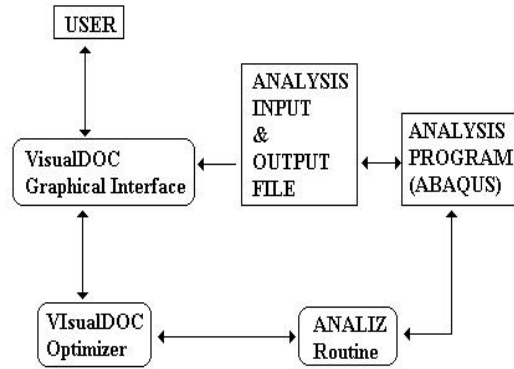 USER
ANALYSIS
INPUT
&
OUTPUT
FILE
ANALYSIS
PROGRAM
(ABAQUS)
VisualDOC
Graphical Interface
VIsualDOC
Optimizer
ANALIZ
Routine